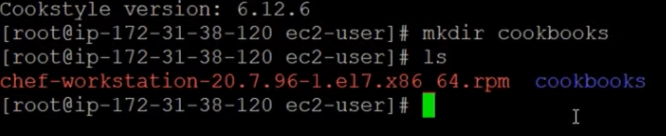 Cookstyle version: 6.12.6
[root@ip-172-31-38-120 ec2-user]# mkdir cookbooks
[root@ip-172-31-38-120 ec2-user]# ls
chef-workstation-20.7.96-1.el7.x86_64.rpm  cookbooks
[root@ip-172-31-38-120 ec2-user]#